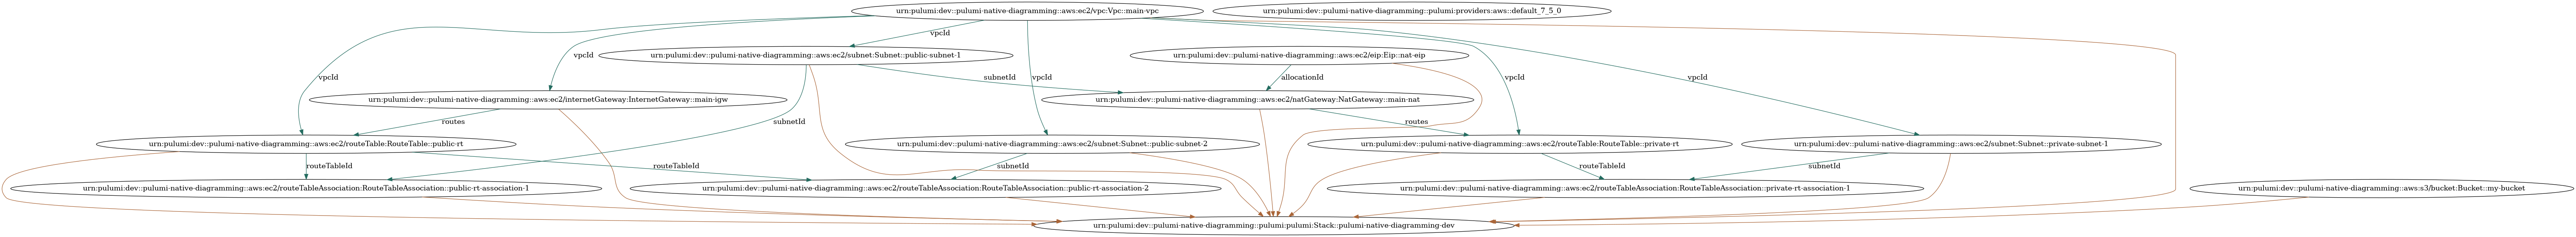 urn:pulumi:dev::pulumi-native-diagramming::aws:ec2/vpc:Vpc::main-vpc
urn:pulumi:dev::pulumi-native-diagramming::pulumi:providers:aws::default_7_5_0
vpcId
urn:pulumi:dev::pulumi-native-diagramming::aws:ec2/subnet:Subnet::public-subnet-1
urn:pulumi:dev::pulumi-native-diagramming::aws:ec2/eip:Eip::nat-eip
vpcId
vpcId
subnetId
vpcId
allocationId
vpcId
vpcId
urn:pulumi:dev::pulumi-native-diagramming::aws:ec2/internetGateway:InternetGateway::main-igw
urn:pulumi:dev::pulumi-native-diagramming::aws:ec2/natGateway:NatGateway::main-nat
routes
subnetId
routes
urn:pulumi:dev::pulumi-native-diagramming::aws:ec2/routeTable:RouteTable::public-rt
urn:pulumi:dev::pulumi-native-diagramming::aws:ec2/subnet:Subnet::public-subnet-2
urn:pulumi:dev::pulumi-native-diagramming::aws:ec2/routeTable:RouteTable::private-rt
urn:pulumi:dev::pulumi-native-diagramming::aws:ec2/subnet:Subnet::private-subnet-1
routeTableId
routeTableId
subnetId
routeTableId
subnetId
urn:pulumi:dev::pulumi-native-diagramming::aws:ec2/routeTableAssociation:RouteTableAssociation::public-rt-association-1
urn:pulumi:dev::pulumi-native-diagramming::aws:ec2/routeTableAssociation:RouteTableAssociation::public-rt-association-2
urn:pulumi:dev::pulumi-native-diagramming::aws:ec2/routeTableAssociation:RouteTableAssociation::private-rt-association-1
urn:pulumi:dev::pulumi-native-diagramming::aws:s3/bucket:Bucket::my-bucket
urn:pulumi:dev::pulumi-native-diagramming::pulumi:pulumi:Stack::pulumi-native-diagramming-dev